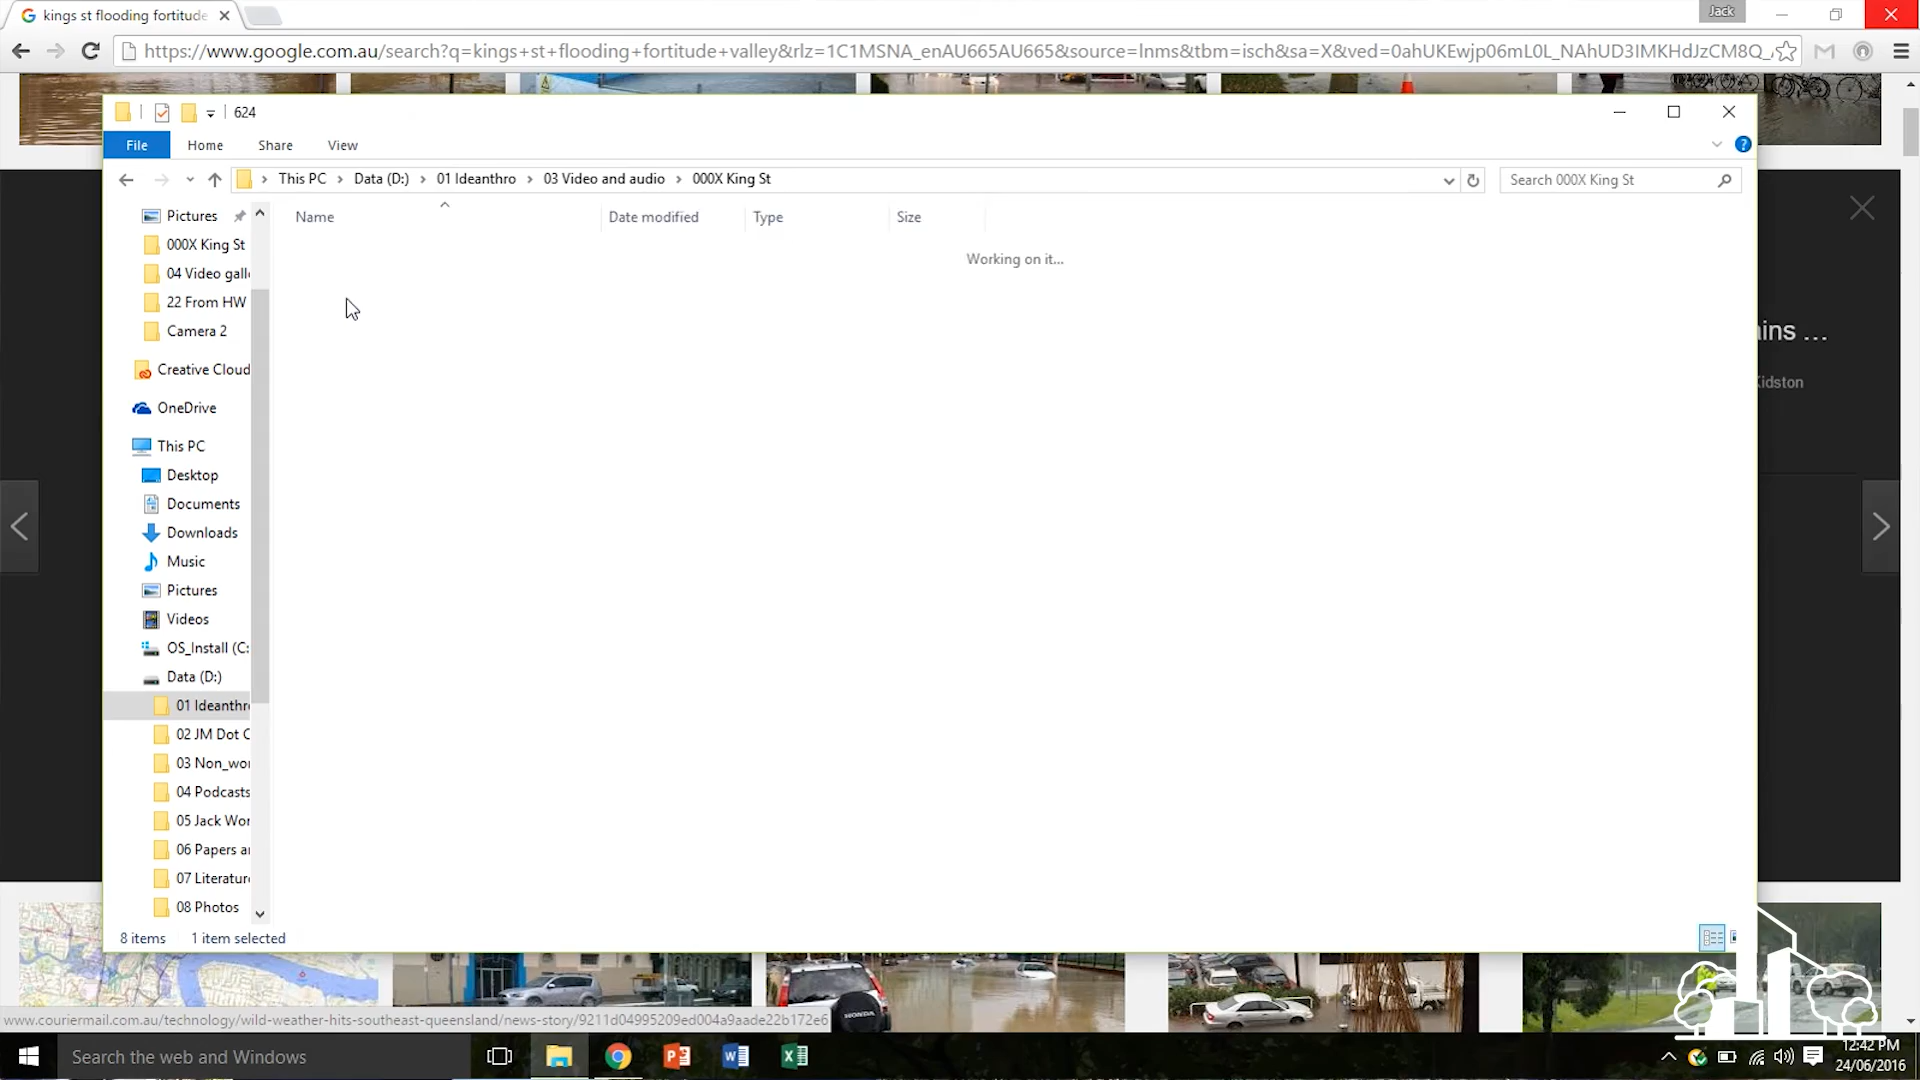 kings st flooding fortitude
Jack
https://www.google.com.au/search?q=kings+st+flooding+fortitude+valley&rlz=1C1MSNA_enAU665AU665&source=lnms&tbm=isch&sa=X&ved=0ahUKEwjp06mL0L_NAhUD3IMKHdJzCM8Q_
624
File Home Share View
This PC Data (D:) 01 Ideanthro 03 Video and audio 000X King St
Search 000X King St
Name Date modified Type Size
Working on it...
Pictures
000X King St
04 Video gall
22 From HW
Camera 2
Creative Cloud
OneDrive
This PC
Desktop
Documents
Downloads
Music
Pictures
Videos
OS_Install (C:
Data (D:)
01 Ideanthr
02 JM Dot C
03 Non_wor
04 Podcasts
05 Jack Wor
06 Papers a
07 Literatur
08 Photos
8 items 1 item selected
ains ...
Kidston
HONDA
www.couriermail.com.au/technology/wild-weather-hits-southeast-queensland/news-story/9211d04995209ed004a9aade22b172e6
Search the web and Windows
12:42 PM
24/06/2016